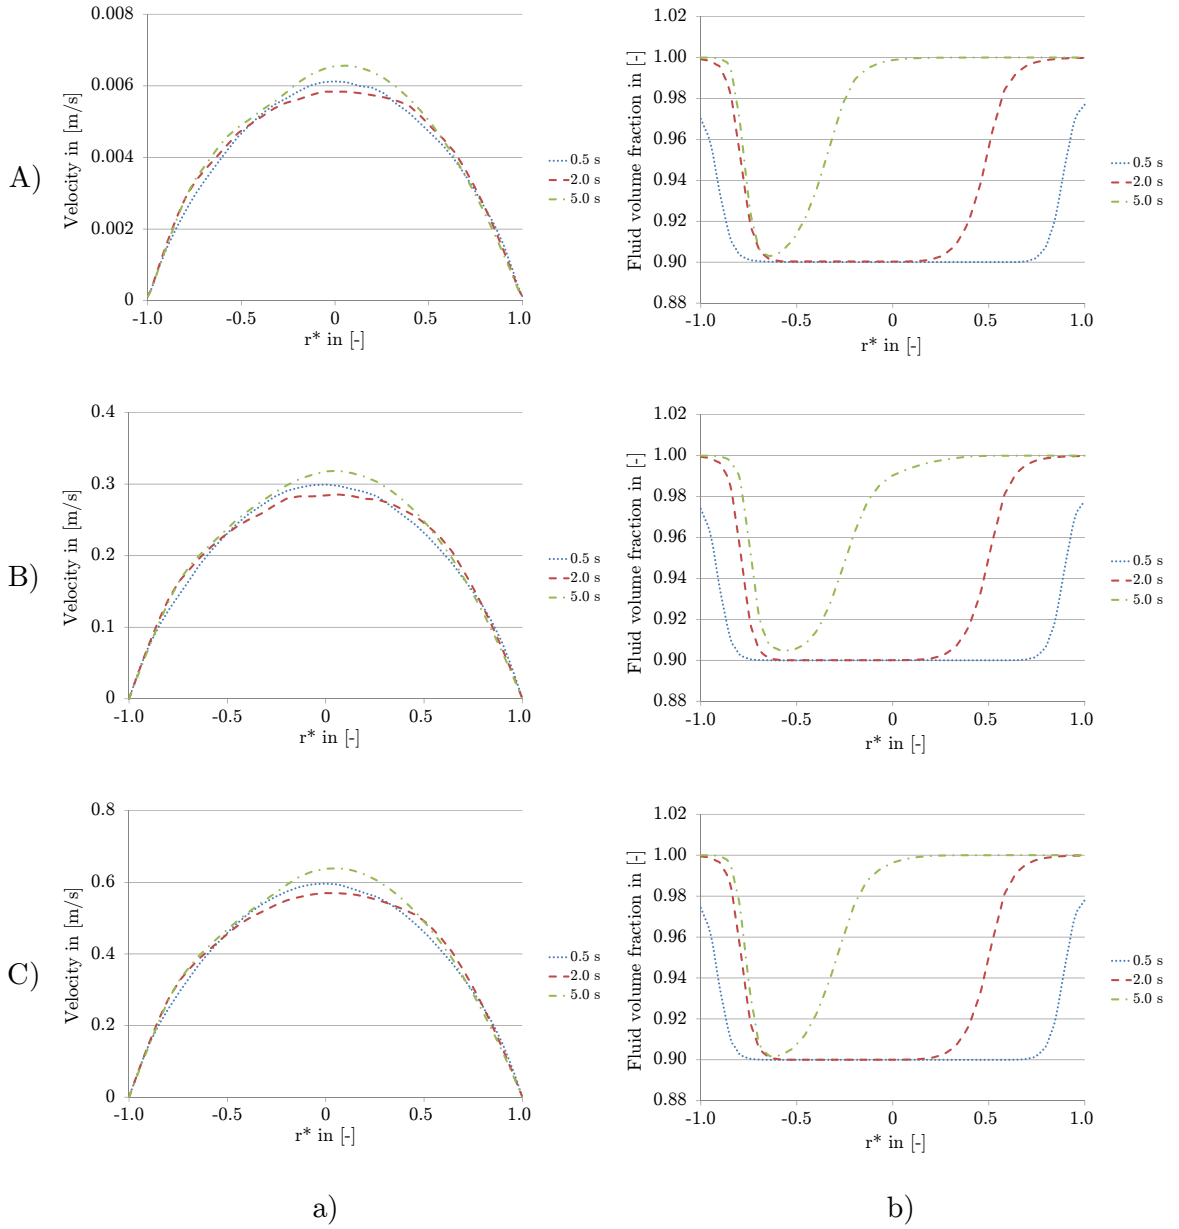 A)
Velocity in [m/s]
0.008
0.006
0.004
0.002
0
-1.0 -0.5 0 0.5 1.0
r* in [-]
0.5 s
2.0 s
5.0 s
Fluid volume fraction in [-]
1.02
1.00
0.98
0.96
0.94
0.92
0.90
0.88
-1.0 -0.5 0 0.5 1.0
r* in [-]
0.5 s
2.0 s
5.0 s
B)
Velocity in [m/s]
0.4
0.3
0.2
0.1
0
-1.0 -0.5 0 0.5 1.0
r* in [-]
0.5 s
2.0 s
5.0 s
Fluid volume fraction in [-]
1.02
1.00
0.98
0.96
0.94
0.92
0.90
0.88
-1.0 -0.5 0 0.5 1.0
r* in [-]
0.5 s
2.0 s
5.0 s
C)
Velocity in [m/s]
0.8
0.6
0.4
0.2
0
-1.0 -0.5 0 0.5 1.0
r* in [-]
0.5 s
2.0 s
5.0 s
Fluid volume fraction in [-]
1.02
1.00
0.98
0.96
0.94
0.92
0.90
0.88
-1.0 -0.5 0 0.5 1.0
r* in [-]
0.5 s
2.0 s
5.0 s
a)
b)